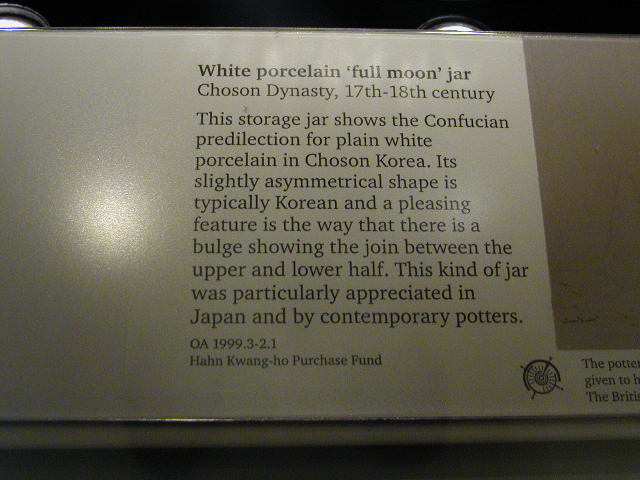 White porcelain 'full moon' jar
Choson Dynasty, 17th-18th century
This storage jar shows the Confucian
predilection for plain white
porcelain in Choson Korea. Its
slightly asymmetrical shape is
typically Korean and a pleasing
feature is the way that there is a
bulge showing the join between the
upper and lower half. This kind of jar
was particularly appreciated in
Japan and by contemporary potters.
OA 1999.3-2.1
Hahn Kwang-ho Purchase Fund
The
given to
The